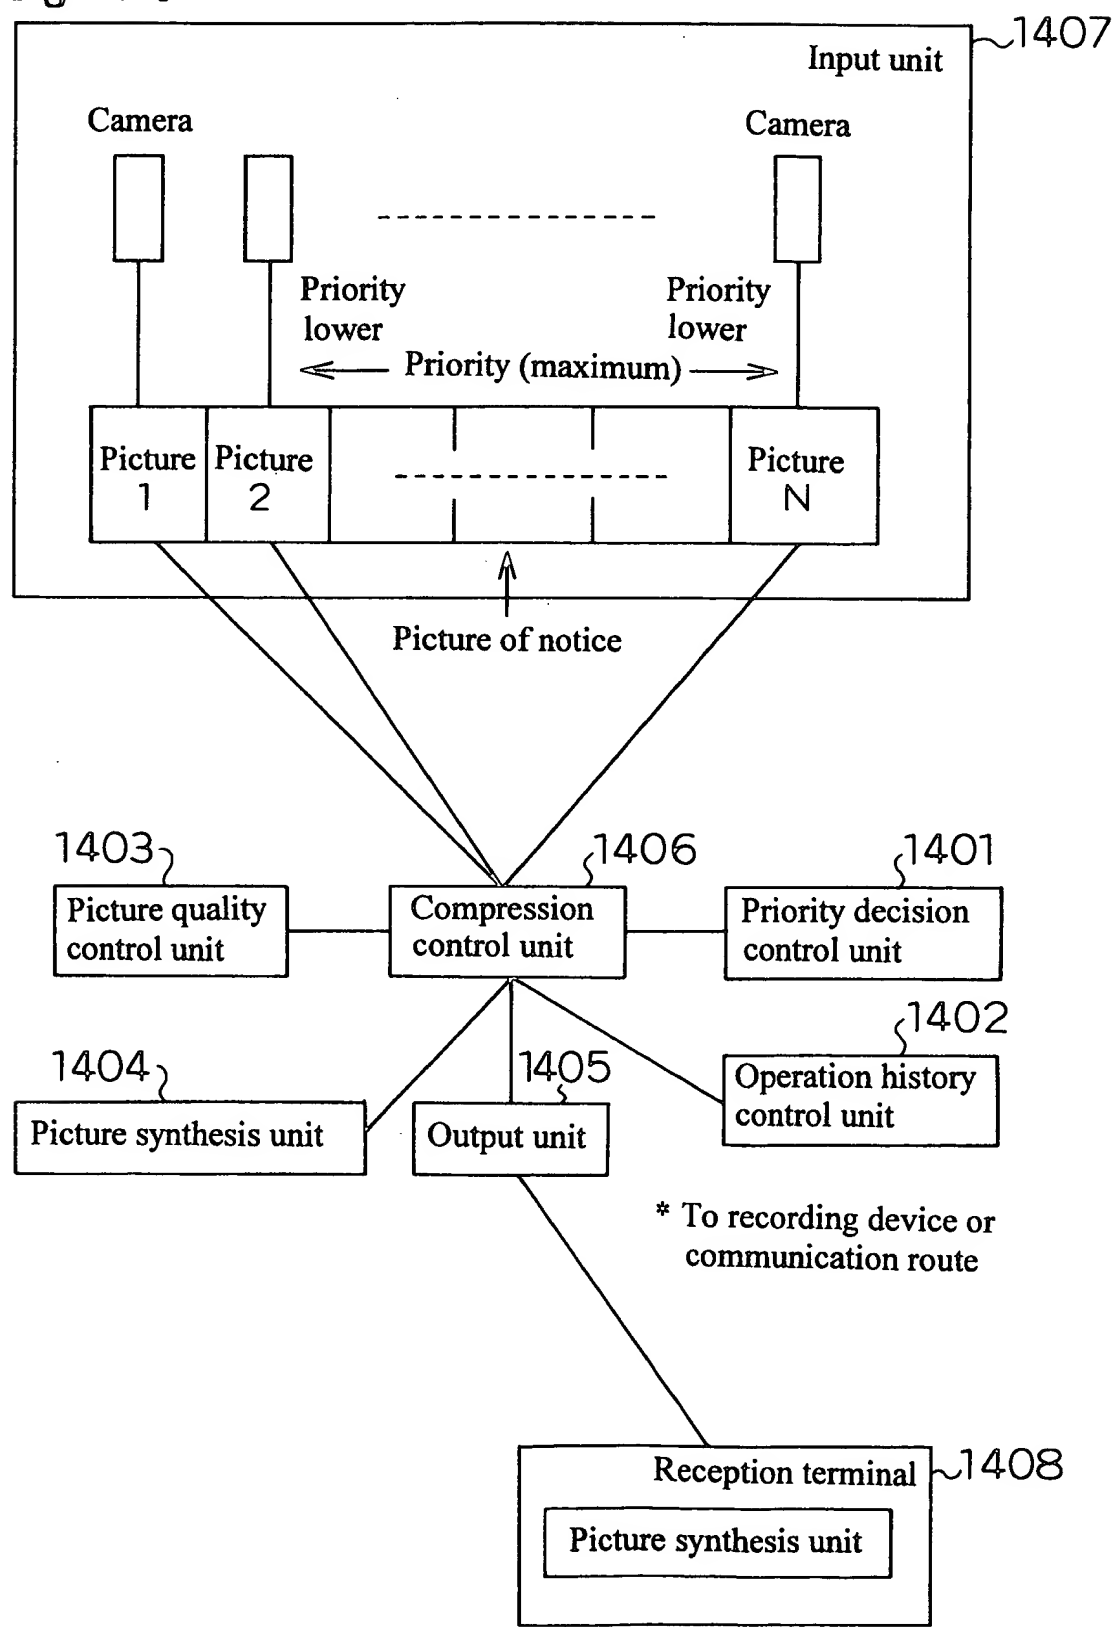 1407
Input unit
Camera
Camera
Priority
lower
Priority
lower
Priority (maximum)
Picture
1
Picture
2
Picture
N
Picture of notice
1403
1406
1401
Picture quality
control unit
Compression
control unit
Priority decision
control unit
1402
1404
1405
Operation history
control unit
Picture synthesis unit
Output unit
* To recording device or
communication route
Reception terminal
1408
Picture synthesis unit